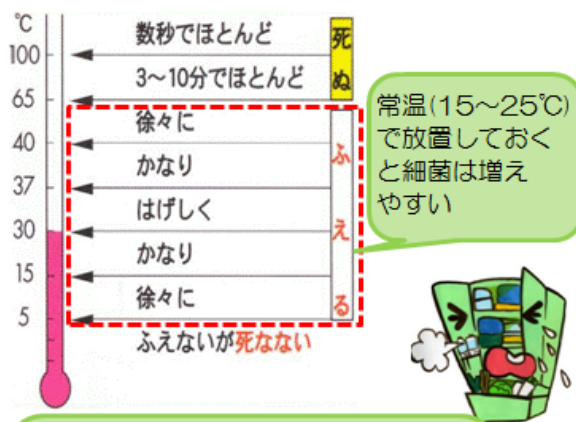 ℃
数秒でほとんど
100
3～10分でほとんど
死ぬ
65
徐々に
40
かなり
37
はげしく
30
かなり
15
徐々に
5
ふえる
ふえないが死なない
常温(15～25℃)
で放置しておく
と細菌は増え
やすい